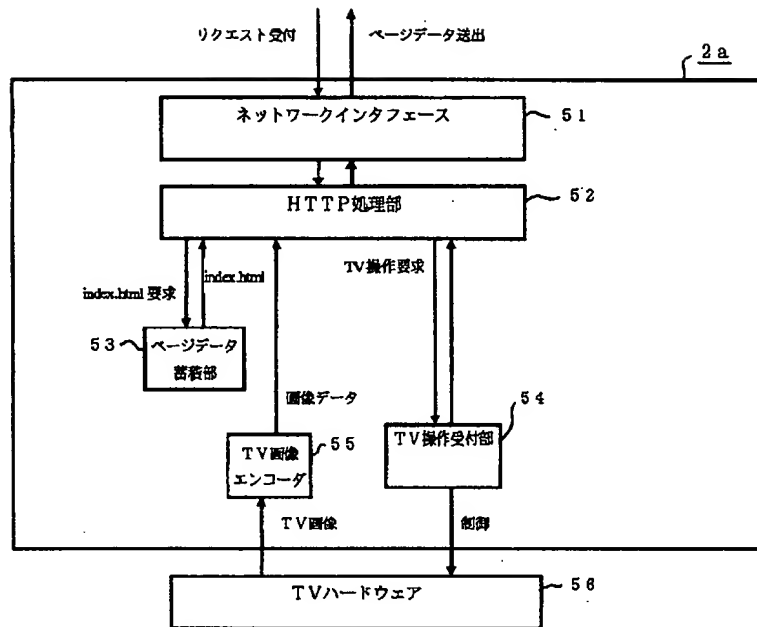 リクエスト受付
ページデータ送出
2a
ネットワークインタフェース
51
HTTP処理部
52
index.html 要求
index.html
TV操作要求
53
ページデータ
蓄積部
画像データ
54
55
TV画像
エンコーダ
TV操作受付部
TV画像
制御
TVハードウェア
56